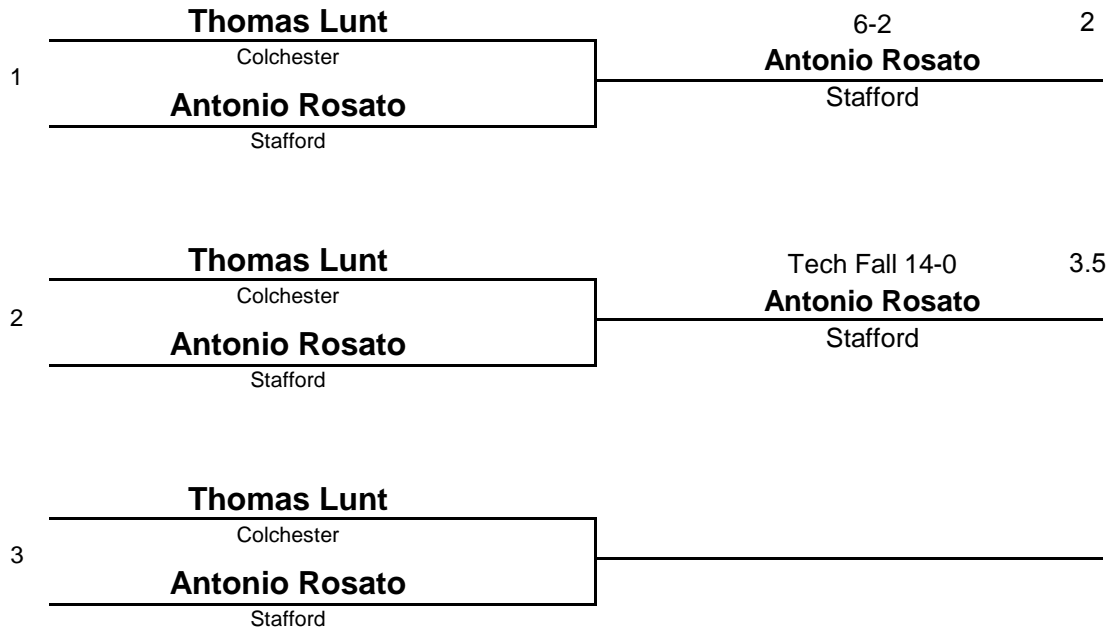 Thomas Lunt
6-2 2
Colchester
Antonio Rosato
1
Antonio Rosato
Stafford
Stafford
Thomas Lunt
Tech Fall 14-0 3.5
Colchester
Antonio Rosato
2
Antonio Rosato
Stafford
Stafford
Thomas Lunt
Colchester
3
Antonio Rosato
Stafford